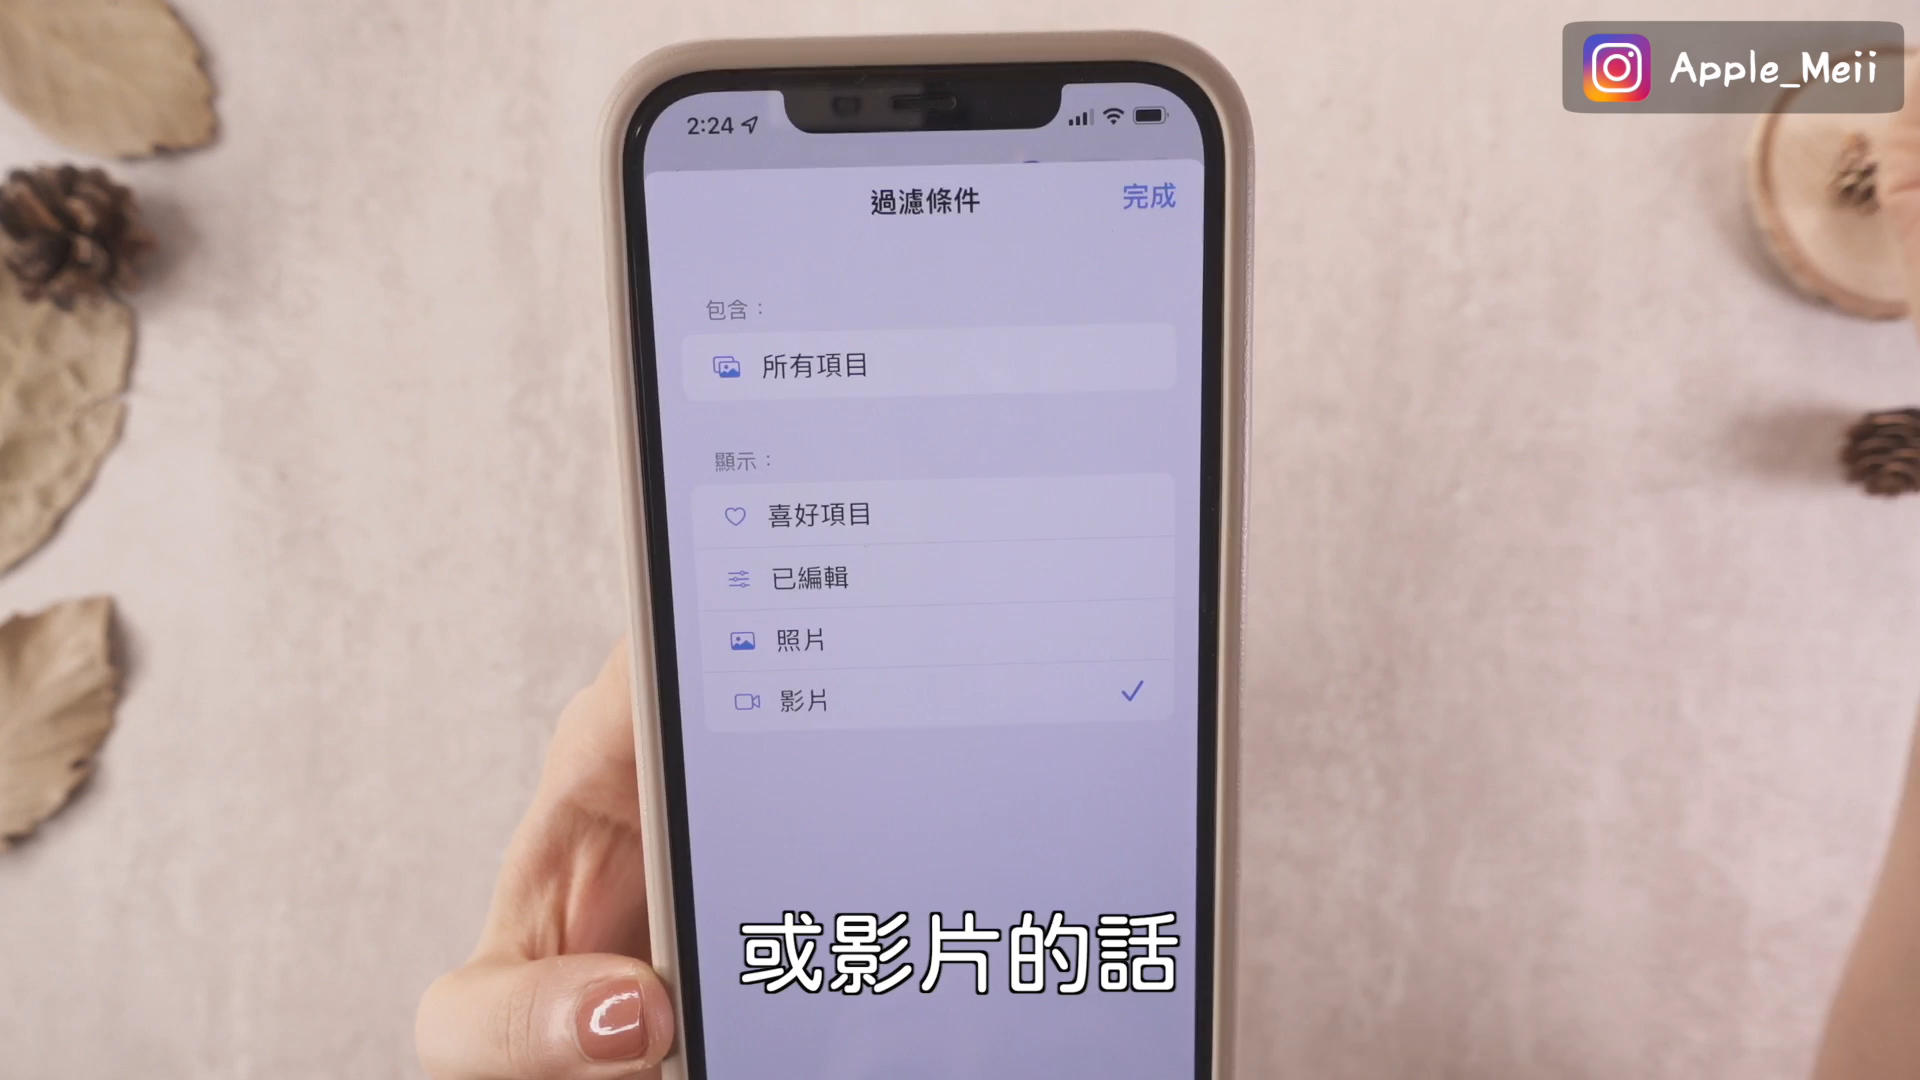 Apple_Meii
2:24
過濾條件
完成
包含：
所有項目
顯示：
喜好項目
已編輯
照片
影片
或影片的話